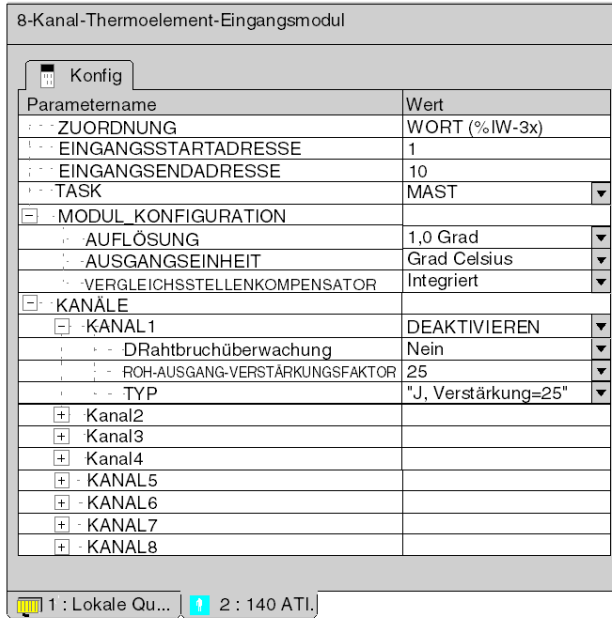 8-Kanal-Thermoelement-Eingangsmodul
Konfig
Parametername Wert
ZUORDNUNG WORT (%IW-3x)
EINGANGSSTARTADRESSE 1
EINGANGSENDADRESSE 10
TASK MAST
MODUL_KONFIGURATION
AUFLÖSUNG 1,0 Grad
AUSGANGSEINHEIT Grad Celsius
VERGLEICHSSTELLENKOMPENSATOR Integriert
KANÄLE
KANAL1 DEAKTIVIEREN
DRahtbruchüberwachung Nein
ROH-AUSGANG-VERSTÄRKUNGSFAKTOR 25
TYP "J, Verstärkung=25"
Kanal2
Kanal3
Kanal4
KANAL5
KANAL6
KANAL7
KANAL8
1 : Lokale Qu... 2 : 140 ATI.